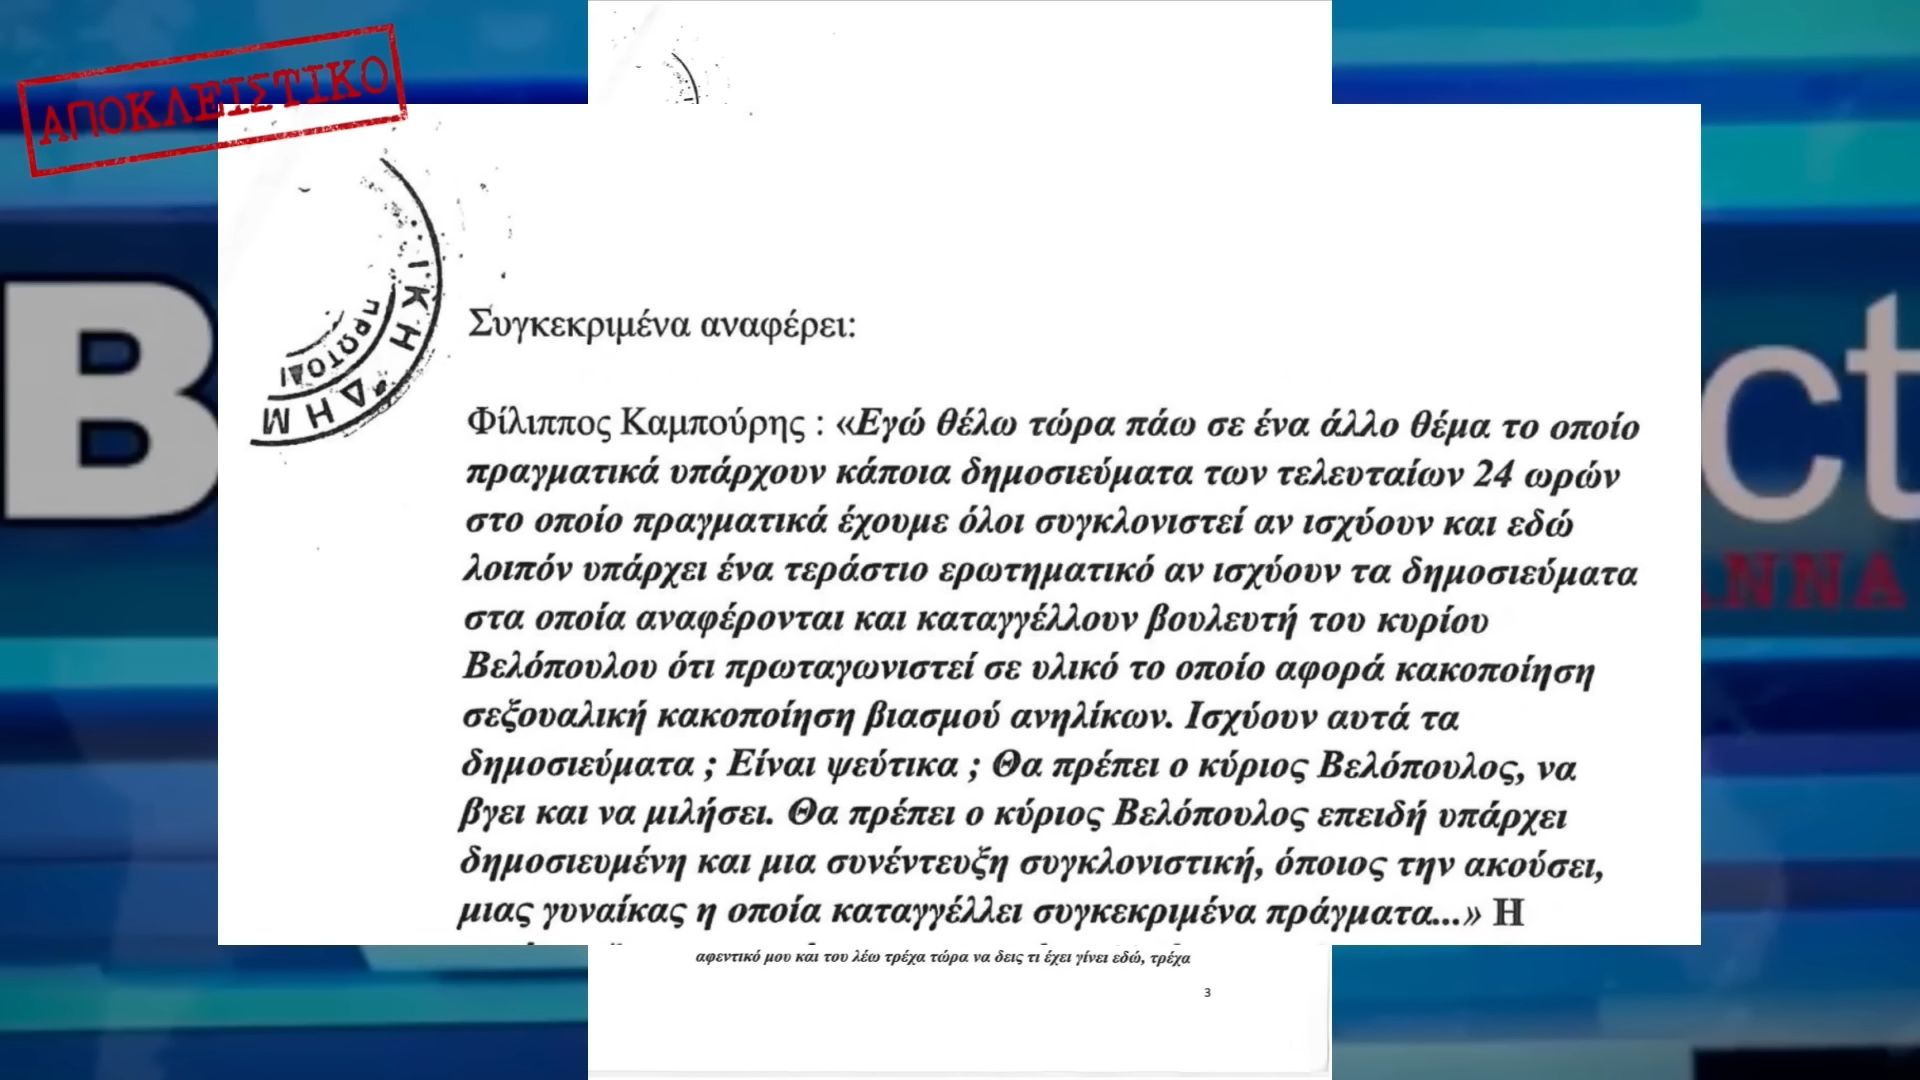 ΑΠΟΚΛΕΙΣΤΙΚΟ
ΙΚΗ ΔΗΜ
ΠΡΩΤΟΔΙ
B
ct
ΑΝΝΑ
Συγκεκριμένα αναφέρει:
Φίλιππος Καμπούρης : «Εγώ θέλω τώρα πάω σε ένα άλλο θέμα το οποίο
πραγματικά υπάρχουν κάποια δημοσιεύματα των τελευταίων 24 ωρών
στο οποίο πραγματικά έχουμε όλοι συγκλονιστεί αν ισχύουν και εδώ
λοιπόν υπάρχει ένα τεράστιο ερωτηματικό αν ισχύουν τα δημοσιεύματα
στα οποία αναφέρονται και καταγγέλλουν βουλευτή του κυρίου
Βελόπουλου ότι πρωταγωνιστεί σε υλικό το οποίο αφορά κακοποίηση
σεξουαλική κακοποίηση βιασμού ανηλίκων. Ισχύουν αυτά τα
δημοσιεύματα ; Είναι ψεύτικα ; Θα πρέπει ο κύριος Βελόπουλος, να
βγει και να μιλήσει. Θα πρέπει ο κύριος Βελόπουλος επειδή υπάρχει
δημοσιευμένη και μια συνέντευξη συγκλονιστική, όποιος την ακούσει,
μιας γυναίκας η οποία καταγγέλλει συγκεκριμένα πράγματα...» Η
αφεντικό μου και του λέω τρέχα τώρα να δεις τι έχει γίνει εδώ, τρέχα
3